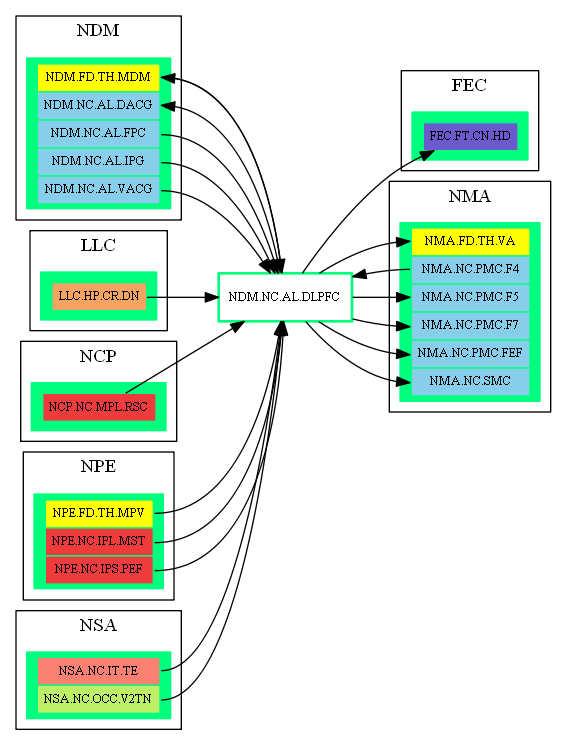 NDM
NDM.FD.TH.MDM
NDM.NC.AL.DACG
NDM.NC.AL.FPC
NDM.NC.AL.IPG
NDM.NC.AL.VACG
LLC
LLC.HP.CR.DN
NCP
NCP.NC.MPL.RSC
NPE
NPE.FD.TH.MPV
NPE.NC.IPL.MST
NPE.NC.IPS.PEF
NSA
NSA.NC.IT.TE
NSA.NC.OCC.V2TN
NDM.NC.AL.DLPFC
FEC
FEC.FT.CN.HD
NMA
NMA.FD.TH.VA
NMA.NC.PMC.F4
NMA.NC.PMC.F5
NMA.NC.PMC.F7
NMA.NC.PMC.FEF
NMA.NC.SMC